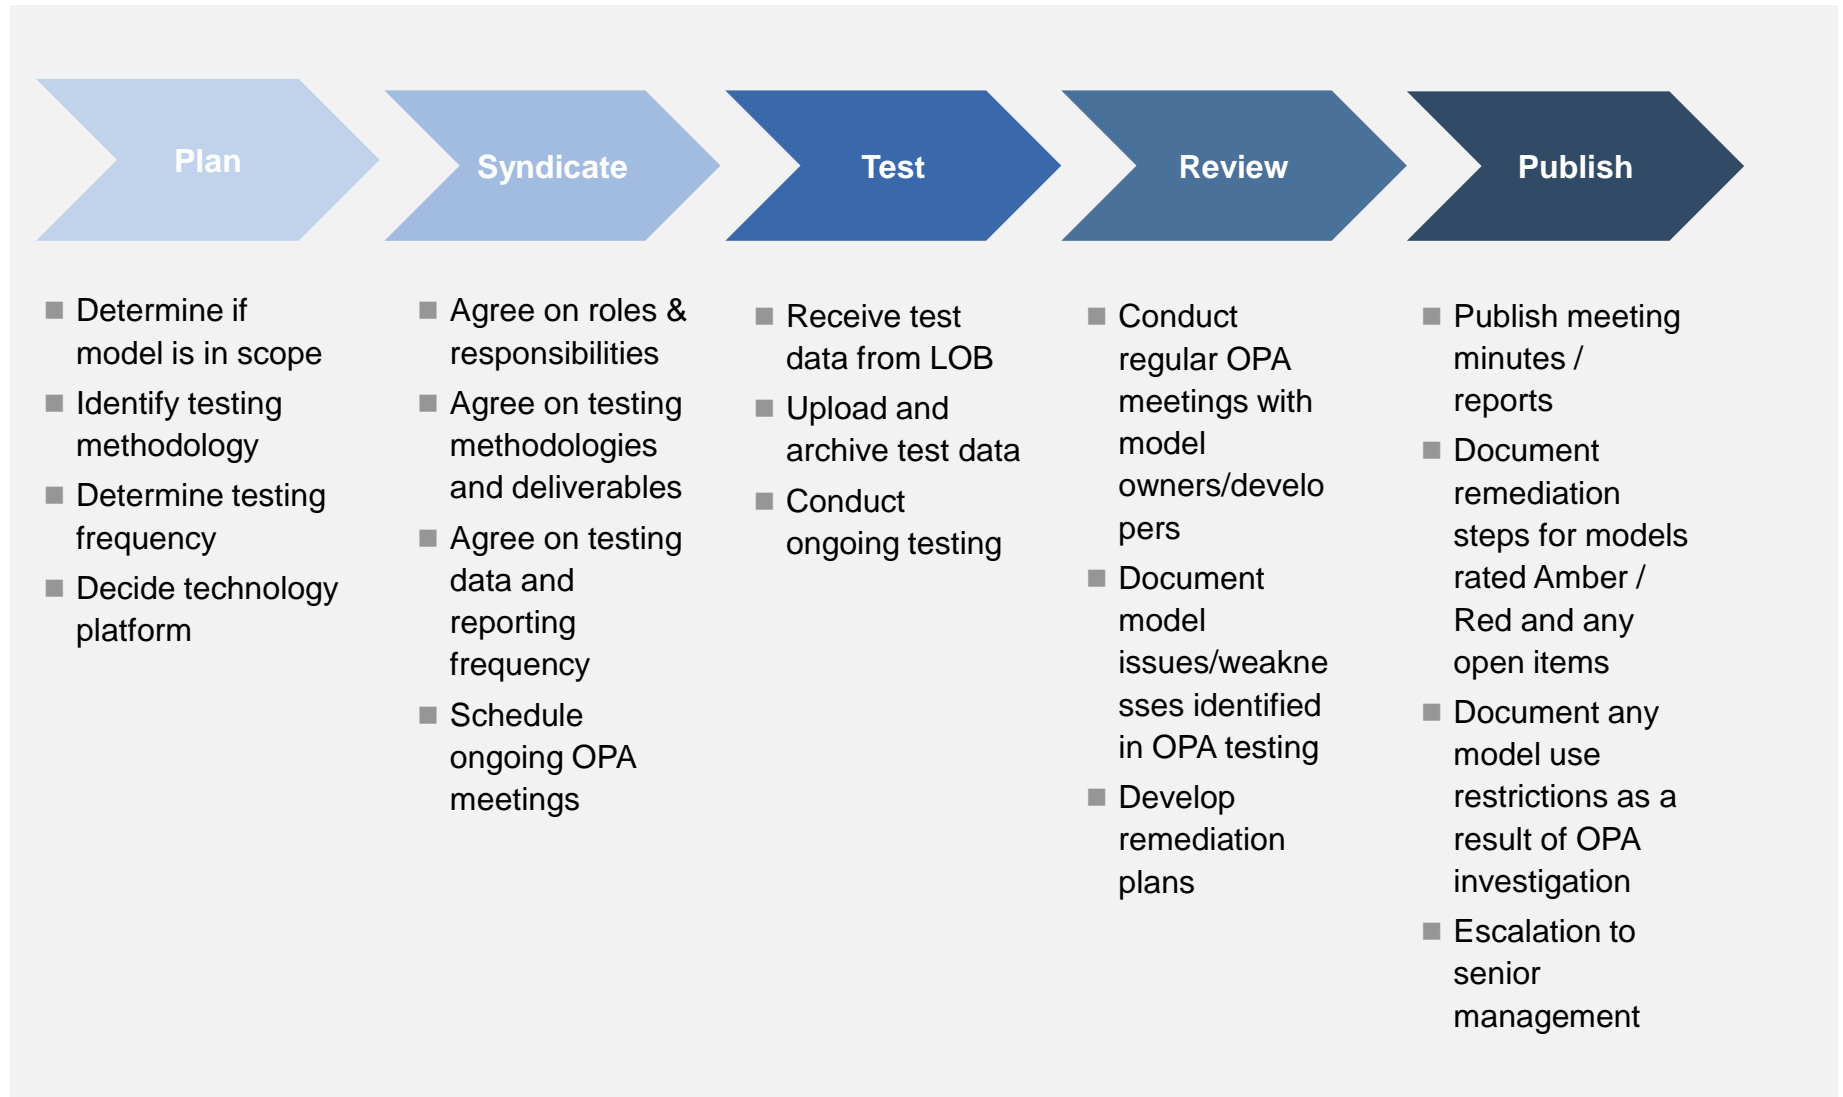 Plan
Syndicate
Test
Review
Publish
Determine if
model is in scope
Identify testing
methodology
Determine testing
frequency
Decide technology
platform
Agree on roles &
responsibilities
Agree on testing
methodologies
and deliverables
Agree on testing
data and
reporting
frequency
Schedule
ongoing OPA
meetings
Receive test
data from LOB
Upload and
archive test data
Conduct
ongoing testing
Conduct
regular OPA
meetings with
model
owners/develo
pers
Document
model
issues/weakne
sses identified
in OPA testing
Develop
remediation
plans
Publish meeting
minutes /
reports
Document
remediation
steps for models
rated Amber /
Red and any
open items
Document any
model use
restrictions as a
result of OPA
investigation
Escalation to
senior
management